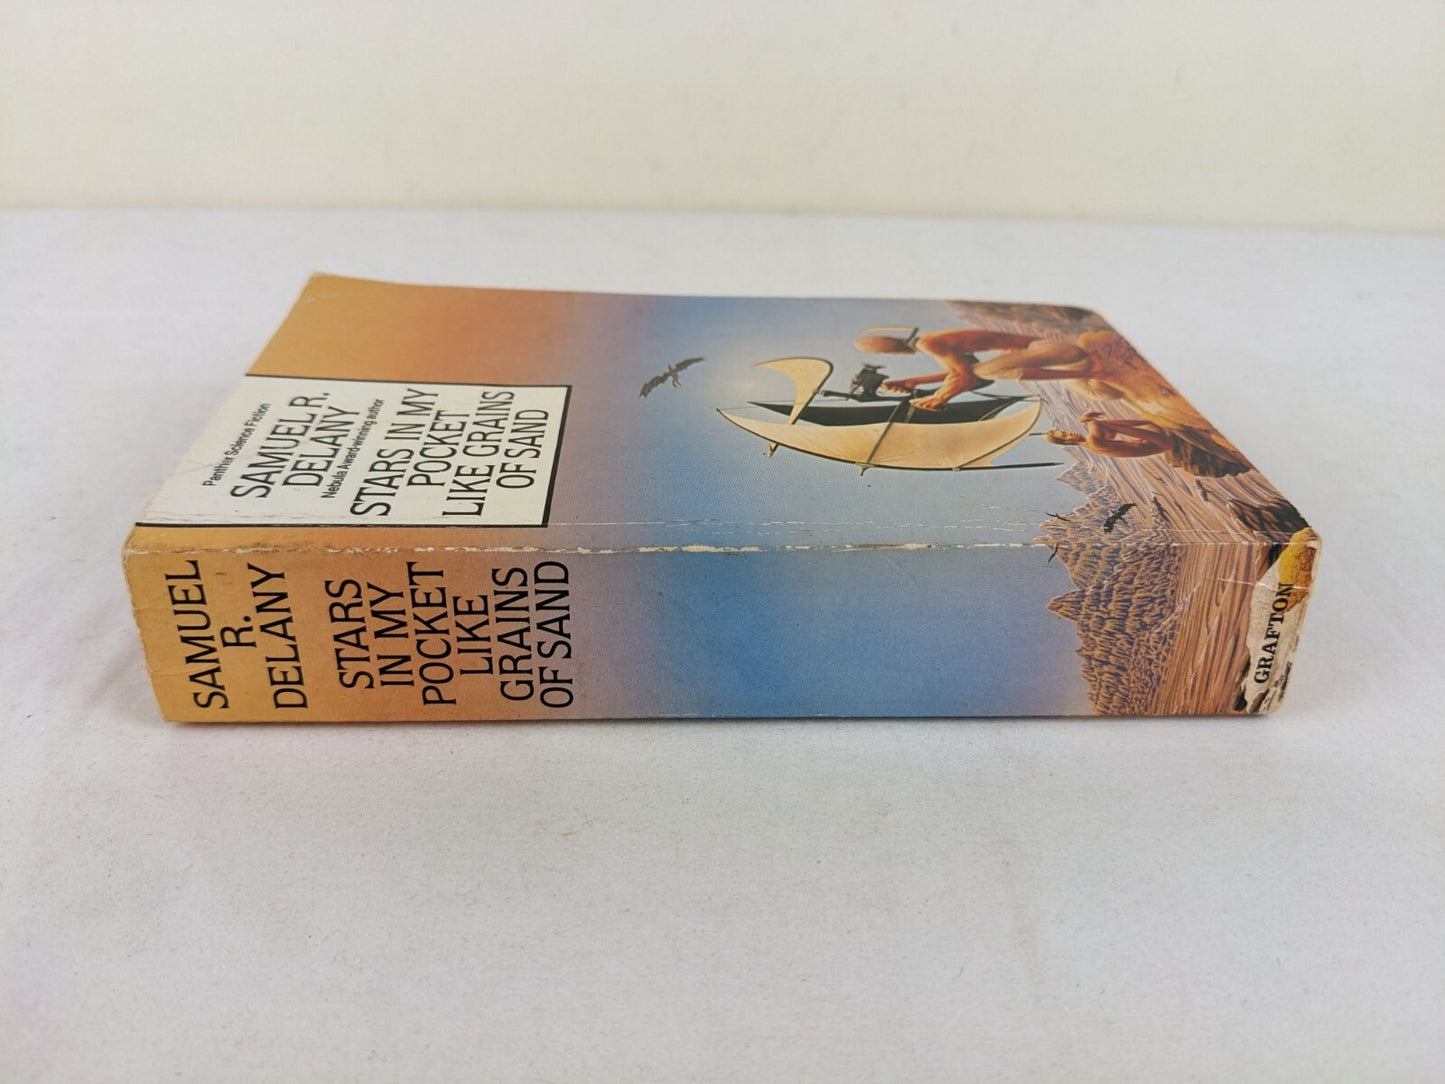 Panther Science Fiction
SAMUEL R.
DELANY
Nebula Award-winning author
STARS IN MY
POCKET
LIKE GRAINS
OF SAND
SAMUEL
R.
DELANY
STARS
IN MY
POCKET
LIKE
GRAINS
OF SAND
GRAFTON